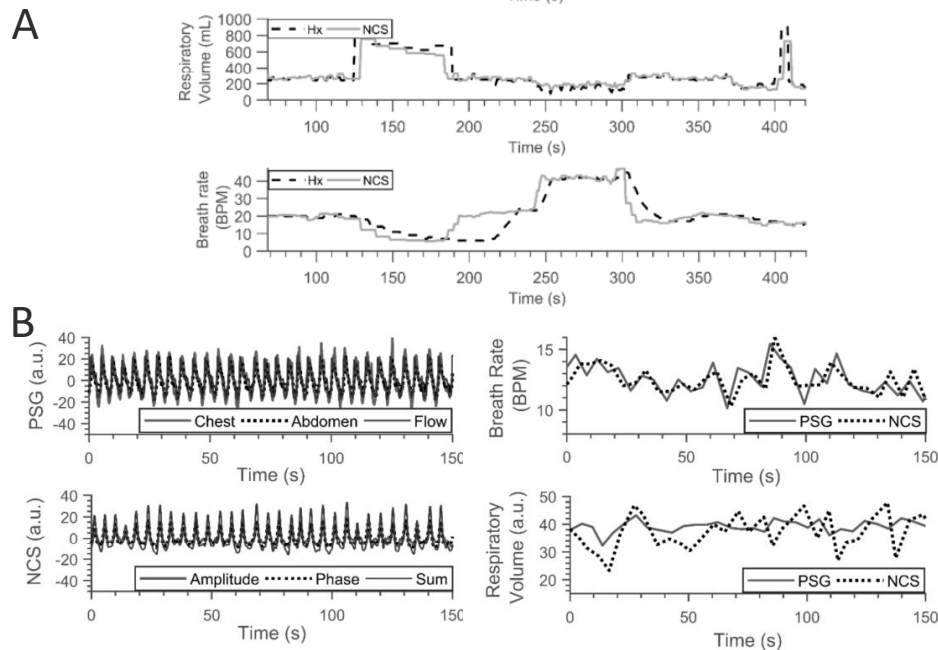 Time (s)
A
1000
800
600
400
200
0
Respiratory
Volume (mL)
Hx NCS
100 150 200 250 300 350 400
Time (s)
40
30
20
10
0
Breath rate
(BPM)
Hx NCS
100 150 200 250 300 350 400
Time (s)
B
40
20
0
-20
-40
PSG (a.u.)
Chest Abdomen Flow
0 50 100 150
Time (s)
15
10
Breath Rate
(BPM)
PSG NCS
0 50 100 150
Time (s)
40
20
0
-20
-40
NCS (a.u.)
Amplitude Phase Sum
0 50 100 150
Time (s)
50
40
30
20
Respiratory
Volume (a.u.)
PSG NCS
0 50 100 150
Time (s)